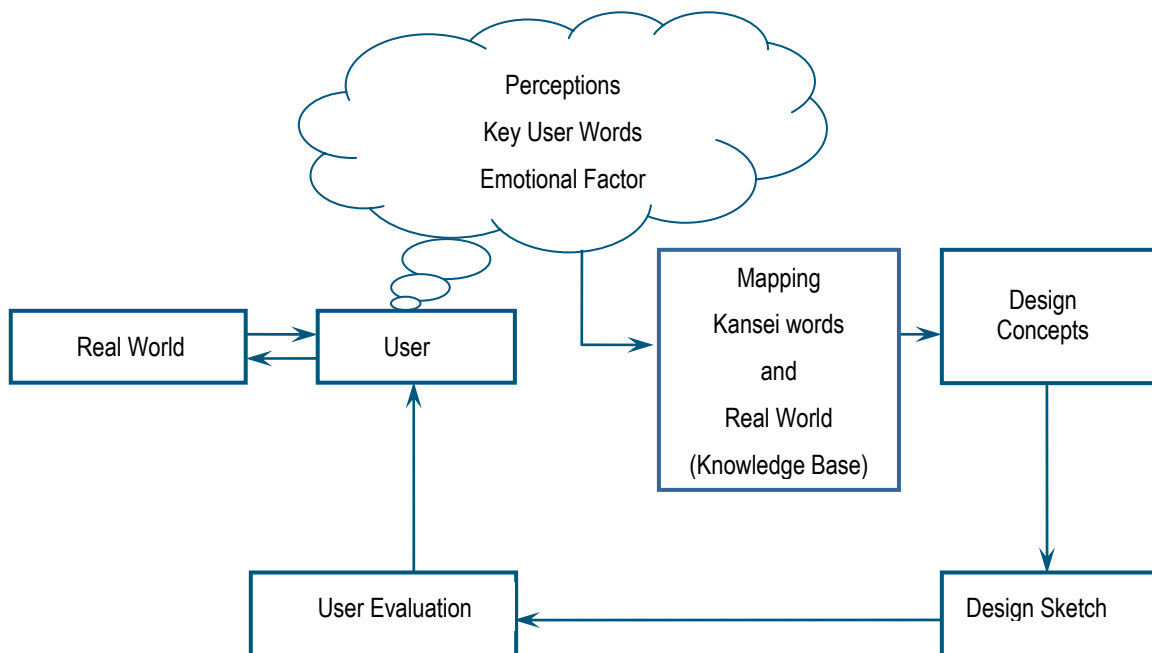 Perceptions
Key User Words
Emotional Factor
Real World
User
Mapping
Kansei words
and
Real World
(Knowledge Base)
Design
Concepts
User Evaluation
Design Sketch